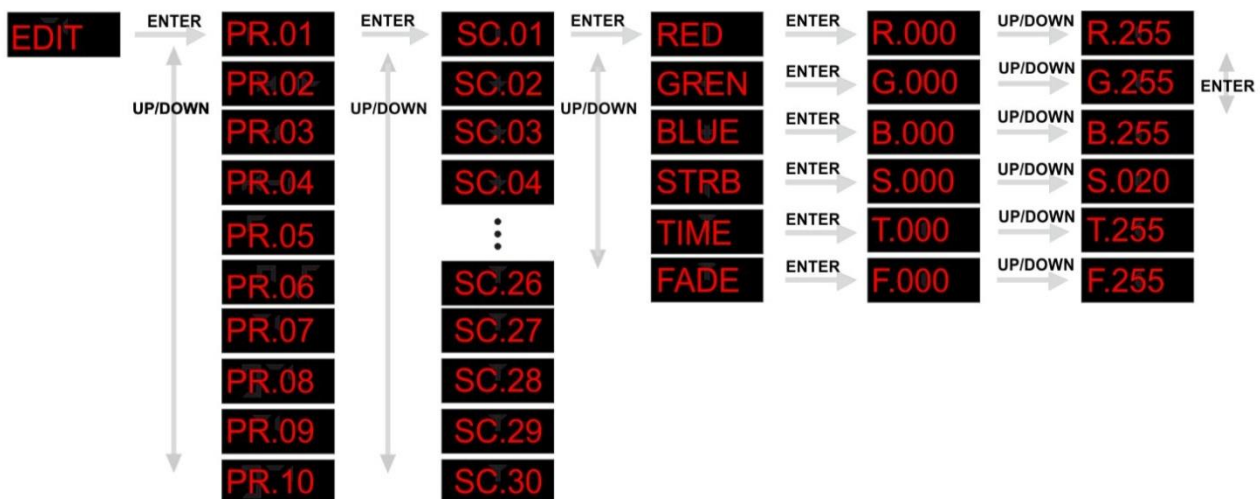 EDIT ENTER PR.01 ENTER SC.01 ENTER RED ENTER R.000 UP/DOWN R.255
PR.02 SC.02 GREN ENTER G.000 UP/DOWN G.255 ENTER
UP/DOWN UP/DOWN UP/DOWN
PR.03 SC.03 BLUE ENTER B.000 UP/DOWN B.255
PR.04 SC.04 STRB ENTER S.000 UP/DOWN S.020
PR.05 TIME ENTER T.000 UP/DOWN T.255
PR.06 SC.26 FADE ENTER F.000 UP/DOWN F.255
PR.07 SC.27
PR.08 SC.28
PR.09 SC.29
PR.10 SC.30